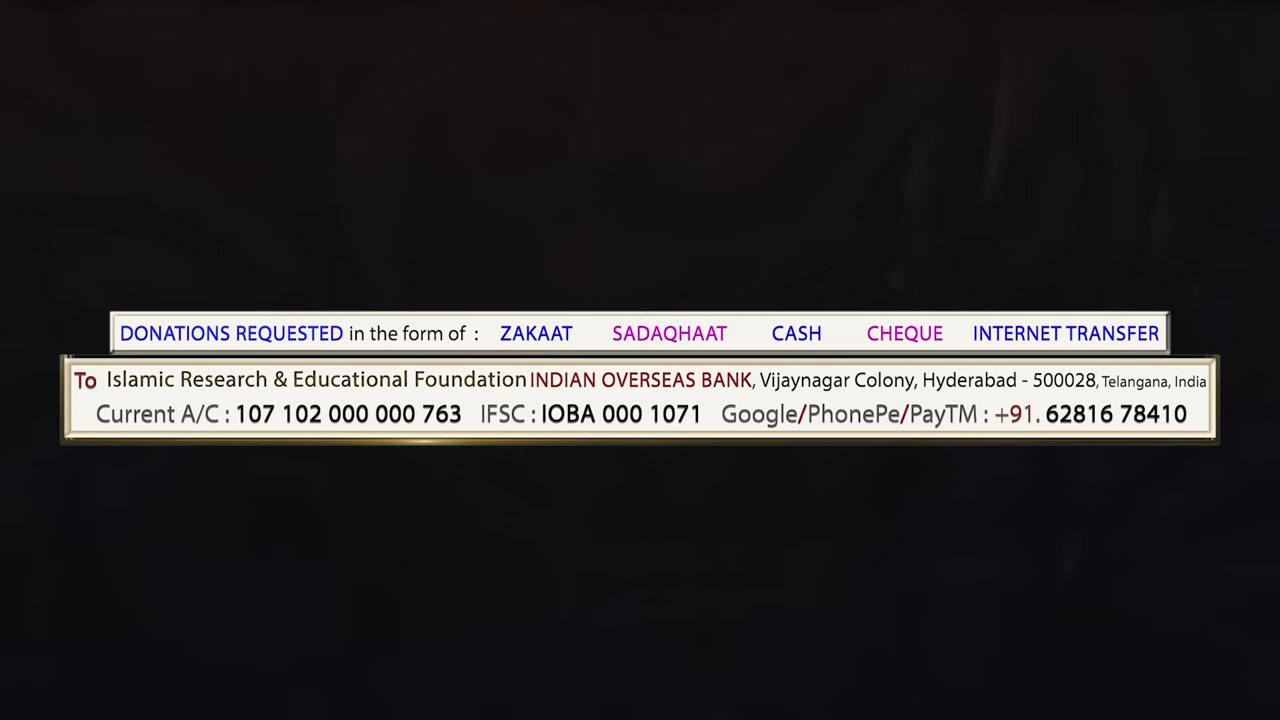 DONATIONS REQUESTED in the form of : ZAKAAT SADAQHAAT CASH CHEQUE INTERNET TRANSFER
To Islamic Research & Educational Foundation INDIAN OVERSEAS BANK, Vijaynagar Colony, Hyderabad - 500028, Telangana, India
Current A/C : 107 102 000 000 763 IFSC : IOBA 000 1071 Google/PhonePe/PayTM : +91. 62816 78410